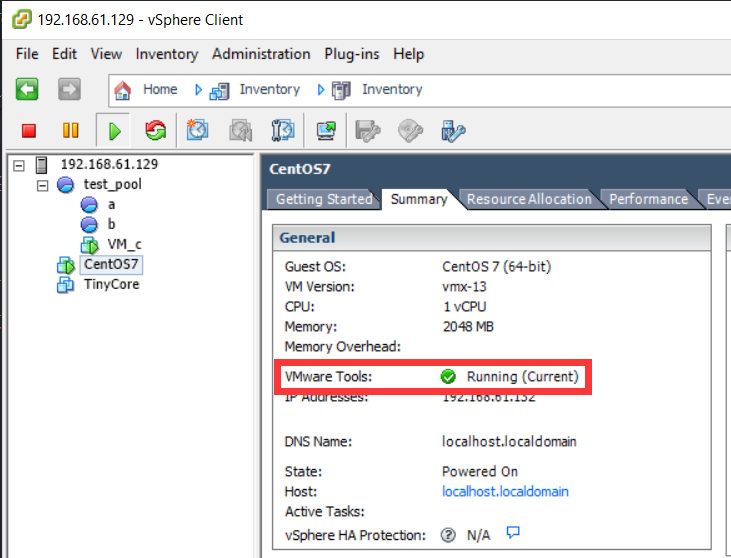 192.168.61.129 - vSphere Client
File Edit View Inventory Administration Plug-ins Help
Home Inventory Inventory
192.168.61.129
test_pool
a
b
VM_c
CentOS7
TinyCore
CentOS7
Getting Started Summary Resource Allocation Performance Eve
General
Guest OS: CentOS 7 (64-bit)
VM Version: vmx-13
CPU: 1 vCPU
Memory: 2048 MB
Memory Overhead:
VMware Tools: Running (Current)
IP Addresses: 192.168.61.132
DNS Name: localhost.localdomain
State: Powered On
Host: localhost.localdomain
Active Tasks:
vSphere HA Protection: N/A